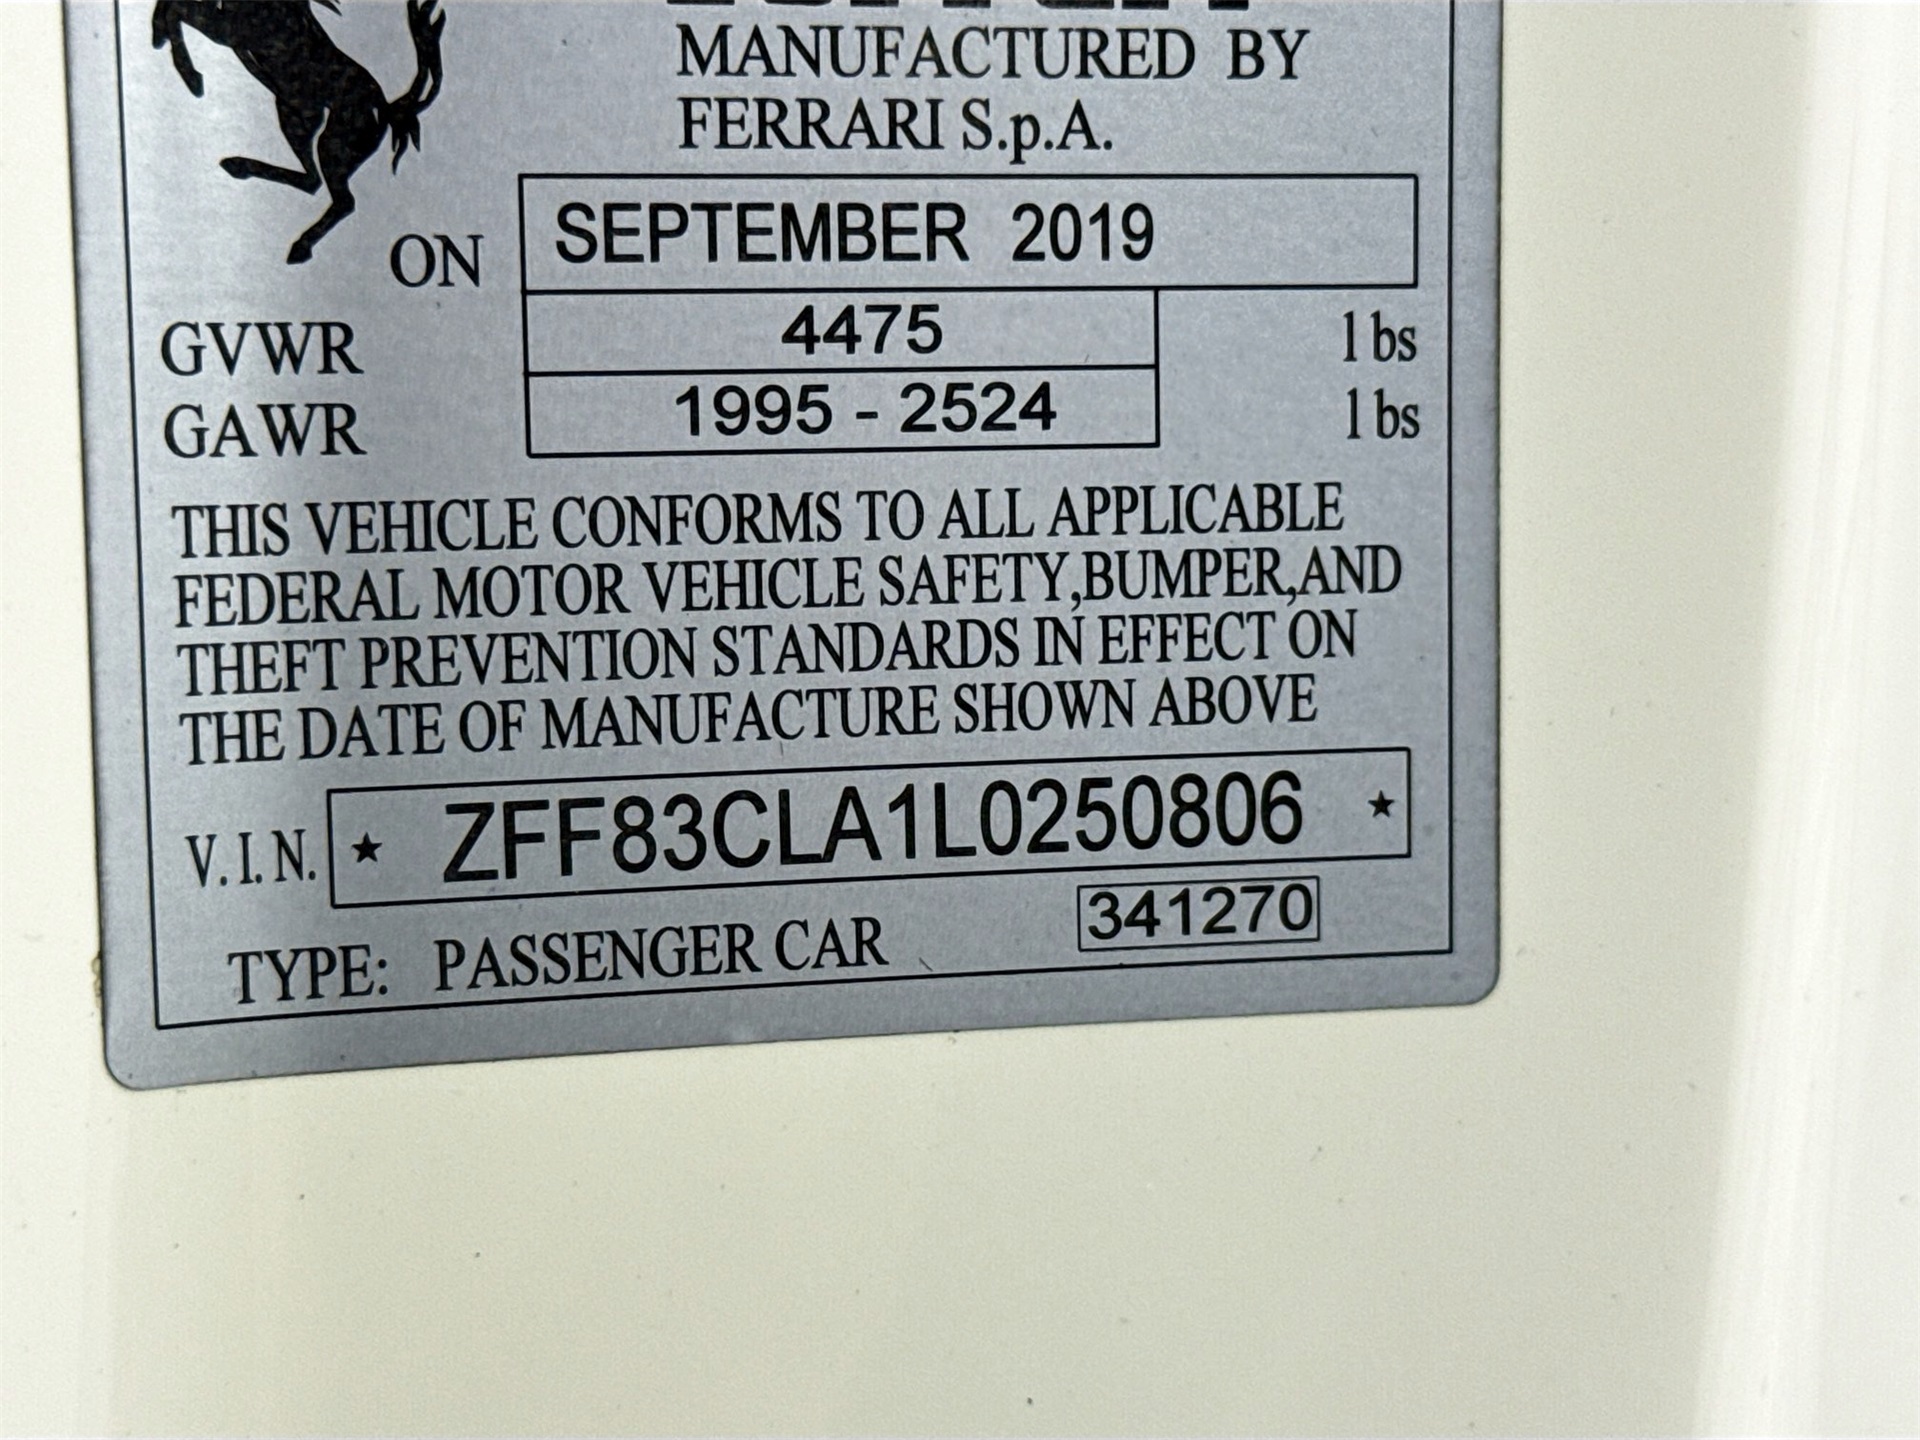 MANUFACTURED BY
FERRARI S.p.A.
ON SEPTEMBER 2019
GVWR 4475 lbs
GAWR 1995 - 2524 lbs
THIS VEHICLE CONFORMS TO ALL APPLICABLE
FEDERAL MOTOR VEHICLE SAFETY,BUMPER,AND
THEFT PREVENTION STANDARDS IN EFFECT ON
THE DATE OF MANUFACTURE SHOWN ABOVE
V.I.N. ★ ZFF83CLA1L0250806 ★
341270
TYPE: PASSENGER CAR